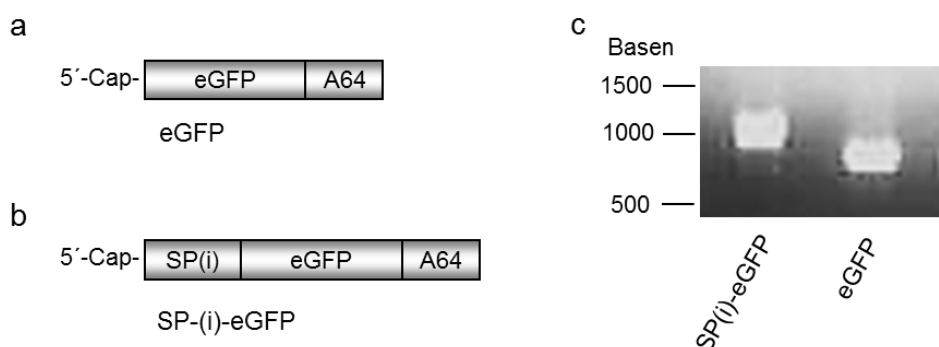 a
5´-Cap- eGFP A64
eGFP
b
5´-Cap- SP(i) eGFP A64
SP-(i)-eGFP
c
Basen
1500
1000
500
SP(i)-eGFP
eGFP